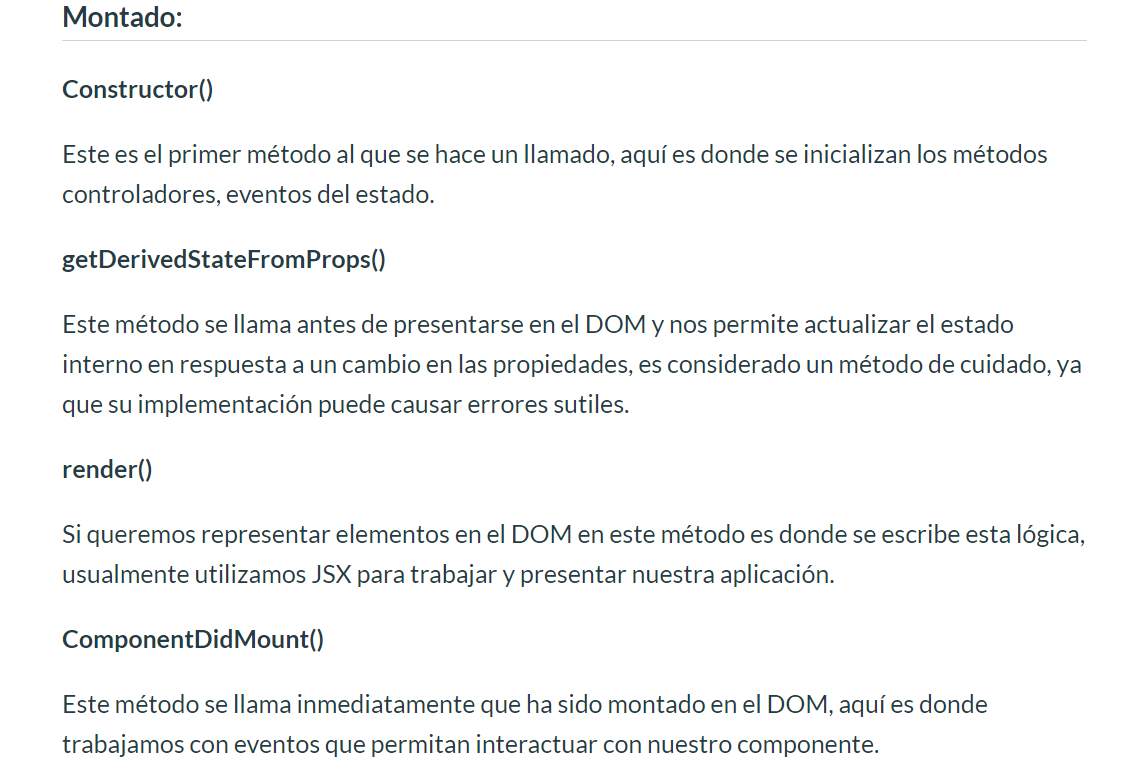 Montado:
Constructor()
Este es el primer método al que se hace un llamado, aquí es donde se inicializan los métodos
controladores, eventos del estado.
getDerivedStateFromProps()
Este método se llama antes de presentarse en el DOM y nos permite actualizar el estado
interno en respuesta a un cambio en las propiedades, es considerado un método de cuidado, ya
que su implementación puede causar errores sutiles.
render()
Si queremos representar elementos en el DOM en este método es donde se escribe esta lógica,
usualmente utilizamos JSX para trabajar y presentar nuestra aplicación.
ComponentDidMount()
Este método se llama inmediatamente que ha sido montado en el DOM, aquí es donde
trabajamos con eventos que permitan interactuar con nuestro componente.